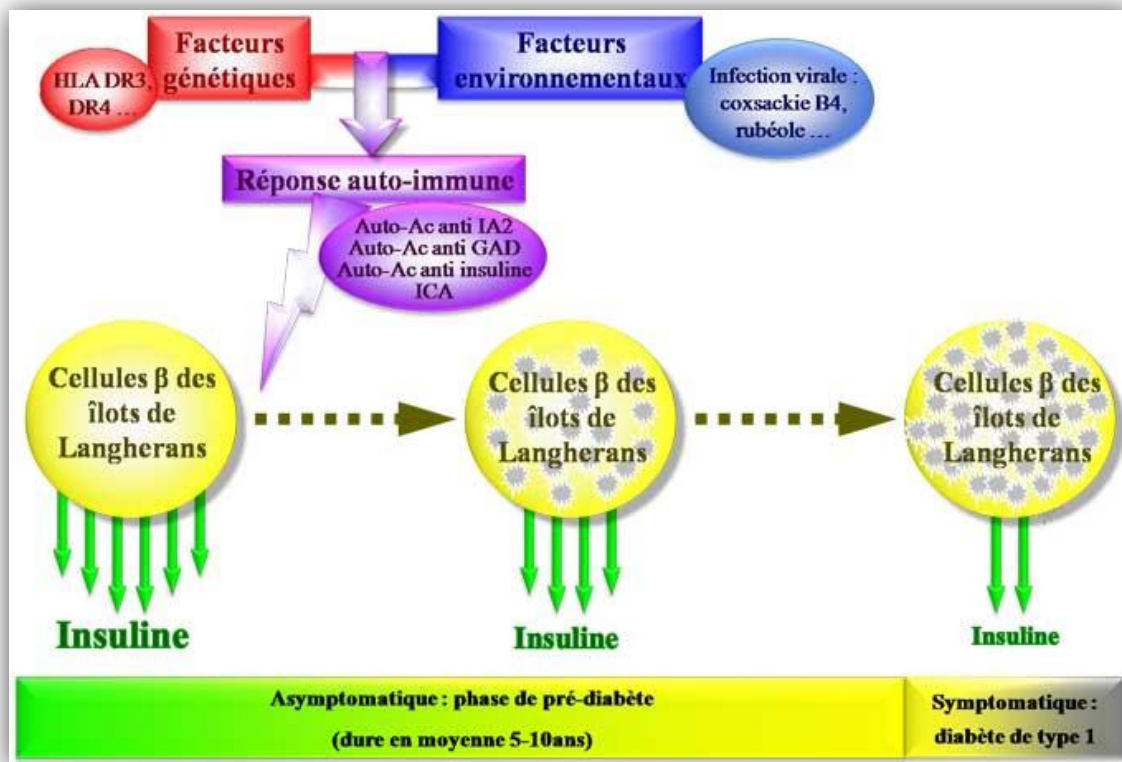 Facteurs
génétiques
HLA DR3,
DR4 ...
Facteurs
environnementaux
Infection virale :
coxsackie B4,
rubéole ...
Réponse auto-immune
Auto-Ac anti IA2
Auto-Ac anti GAD
Auto-Ac anti insuline
ICA
Cellules β des
îlots de
Langherans
Cellules β des
îlots de
Langherans
Cellules β des
îlots de
Langherans
Insuline
Insuline
Insuline
Asymptomatique : phase de pré-diabète
(dure en moyenne 5-10ans)
Symptomatique :
diabète de type 1